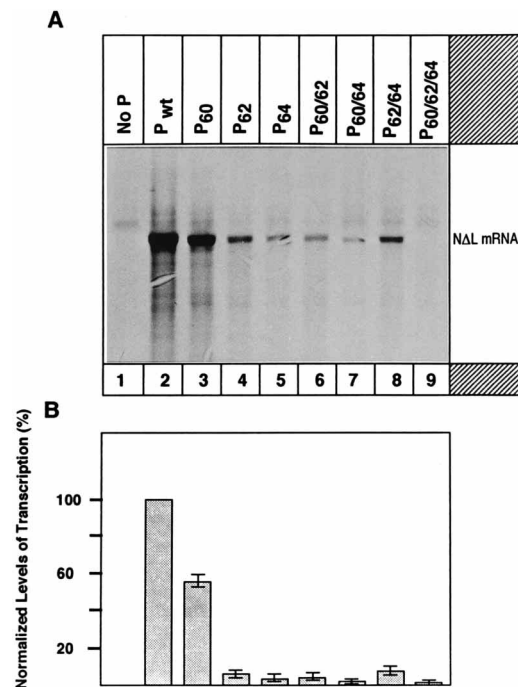 A
No P
P wt
P60
P62
P64
P60/62
P60/64
P62/64
P60/62/64
NΔL mRNA
1 2 3 4 5 6 7 8 9
B
Normalized Levels of Transcription (%)
100
60
20